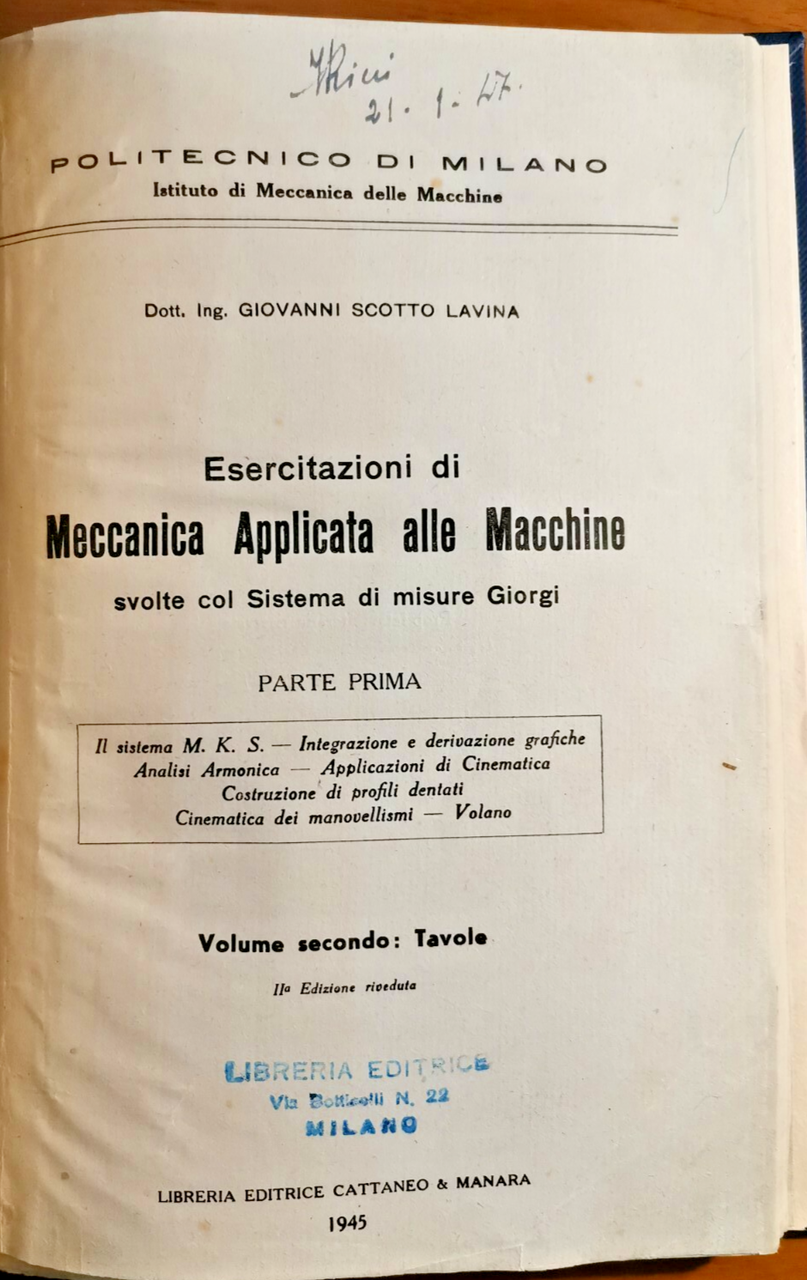 21. 1. 47.
POLITECNICO DI MILANO
Istituto di Meccanica delle Macchine
Dott. Ing. GIOVANNI SCOTTO LAVINA
Esercitazioni di
Meccanica Applicata alle Macchine
svolte col Sistema di misure Giorgi
PARTE PRIMA
Il sistema M. K. S. — Integrazione e derivazione grafiche
Analisi Armonica — Applicazioni di Cinematica
Costruzione di profili dentati
Cinematica dei manovellismi — Volano
Volume secondo: Tavole
IIª Edizione riveduta
LIBRERIA EDITRICE
Via Botticelli N. 22
MILANO
LIBRERIA EDITRICE CATTANEO & MANARA
1945